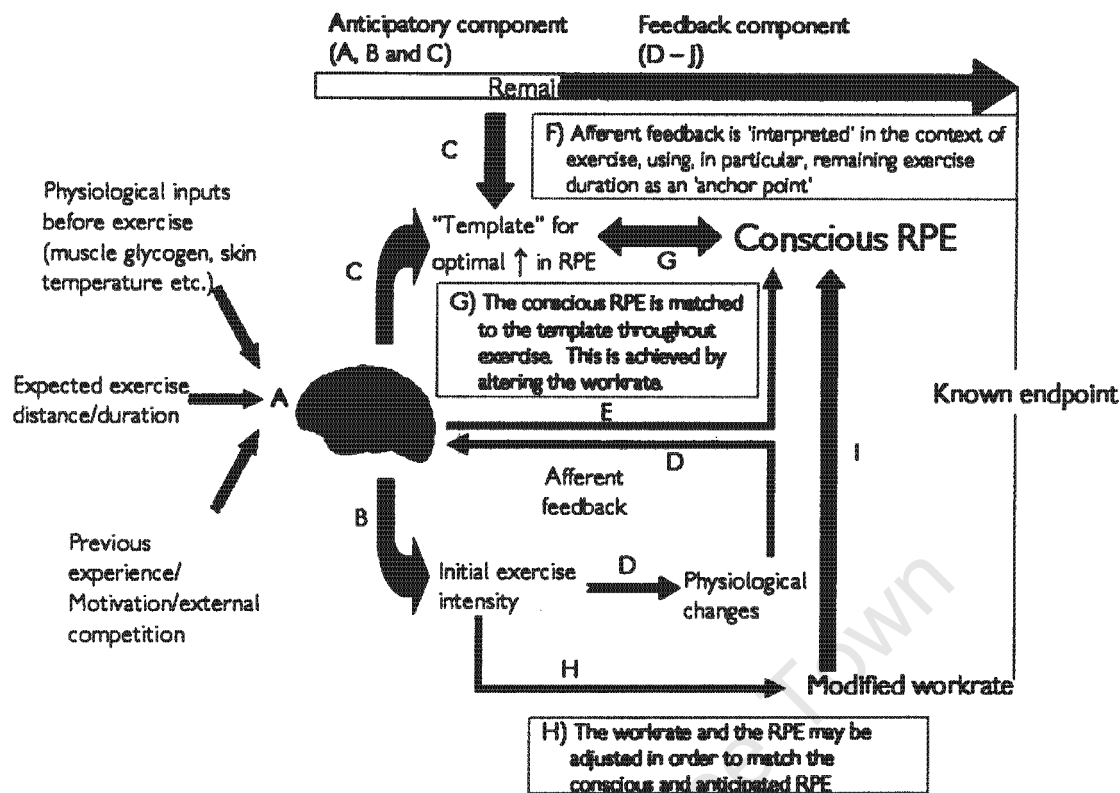 Anticipatory component
(A, B and C)
Feedback component
(D – J)
Remai
C
F) Afferent feedback is 'interpreted' in the context of
exercise, using, in particular, remaining exercise
duration as an 'anchor point'
Physiological inputs
before exercise
(muscle glycogen, skin
temperature etc.)
C
"Template" for
optimal ↑ in RPE
G
Conscious RPE
G) The conscious RPE is matched
to the template throughout
exercise. This is achieved by
altering the workrate.
Expected exercise
distance/duration
A
E
D
Known endpoint
I
Afferent
feedback
B
Previous
experience/
Motivation/external
competition
Initial exercise
intensity
D
Physiological
changes
H
Modified workrate
H) The workrate and the RPE may be
adjusted in order to match the
conscious and anticipated RPE
Town